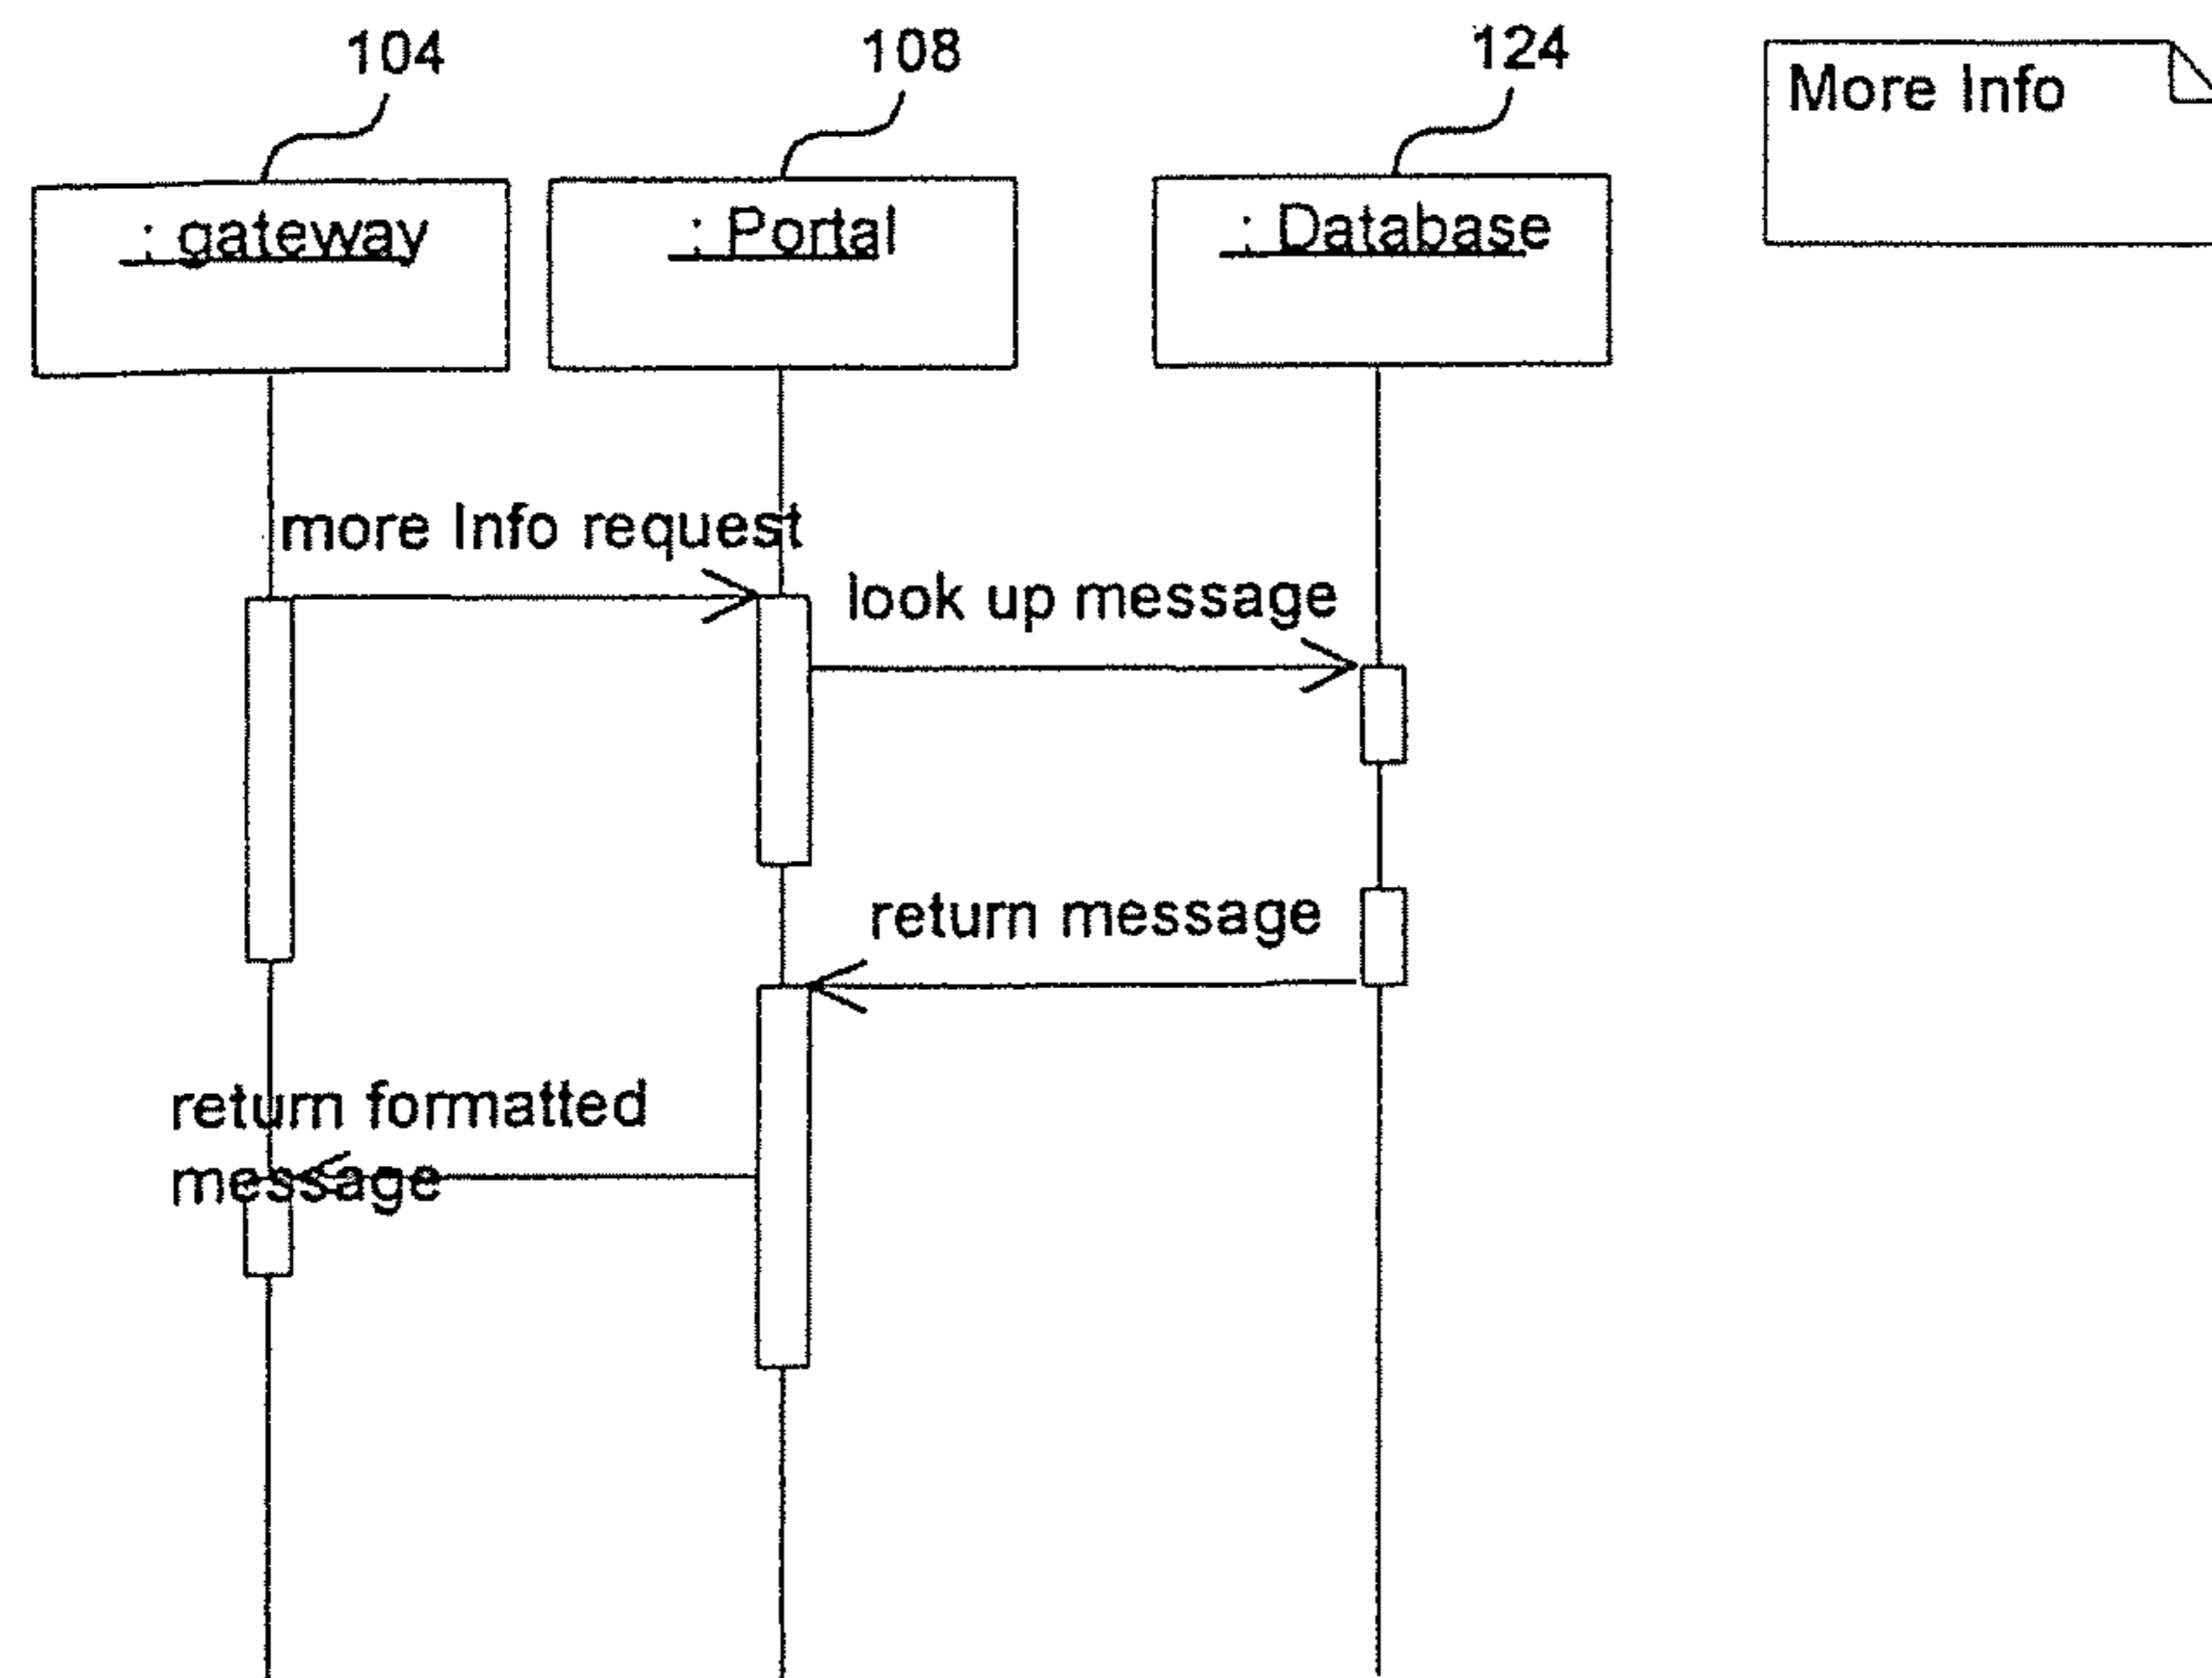 104
108
124
More Info
: gateway
: Portal
: Database
more Info request
look up message
return message
return formatted
message